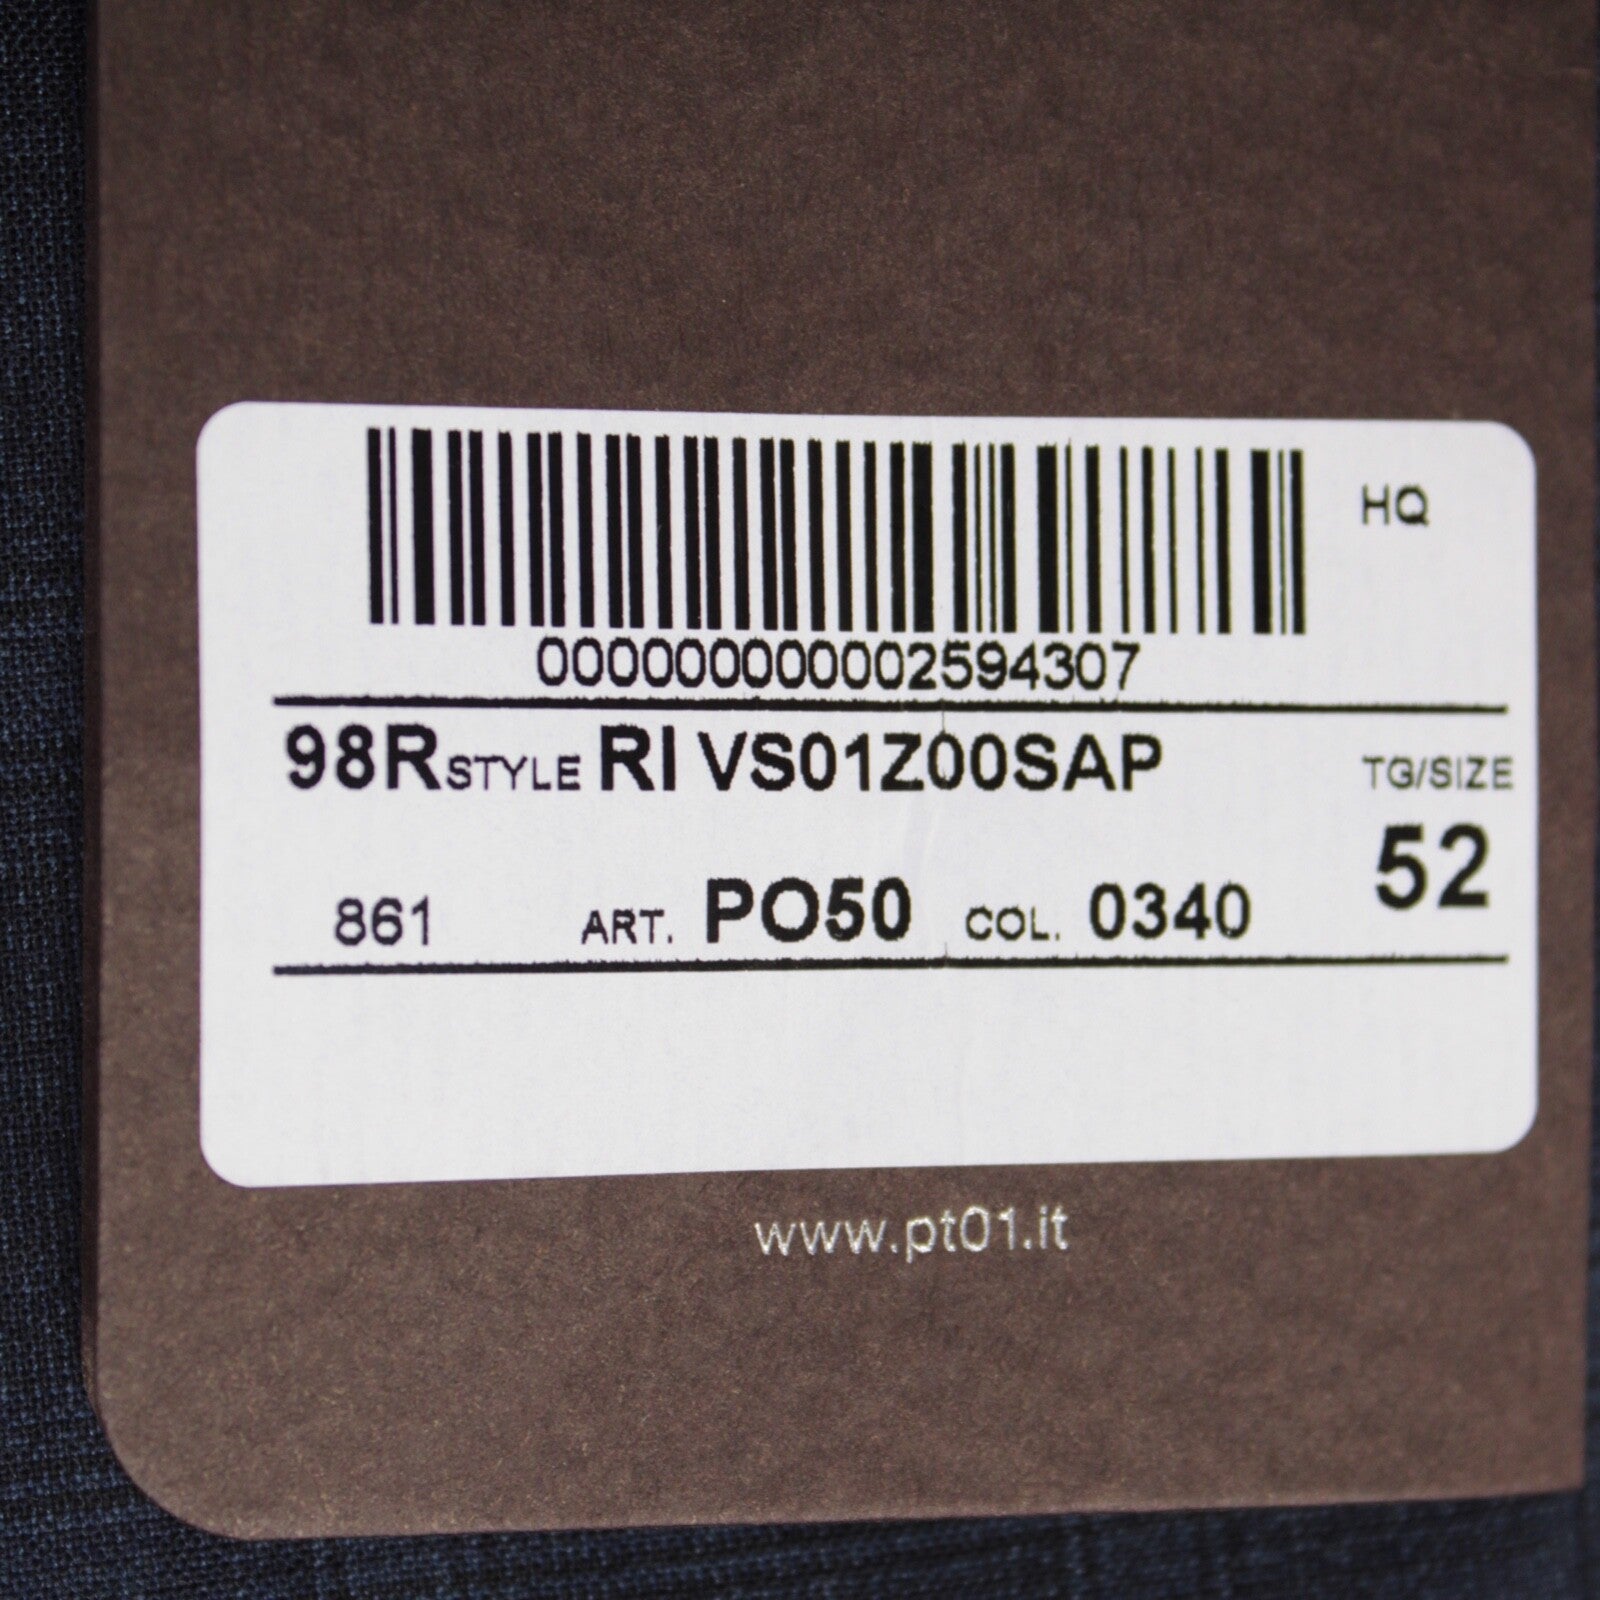 HQ
000000000002594307
98R STYLE RI VS01Z00SAP TG/SIZE
52
861 ART. PO50 COL. 0340
www.pt01.it